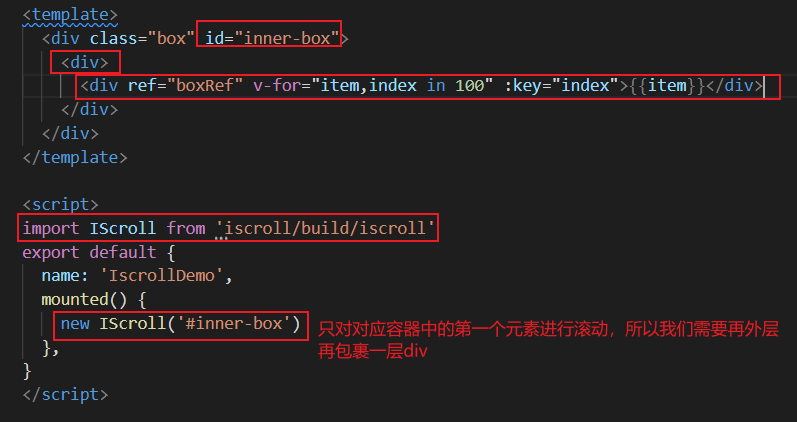 <template>
  <div class="box" id="inner-box">
    <div>
      <div ref="boxRef" v-for="item,index in 100" :key="index">{{item}}</div>
    </div>
  </div>
</template>

<script>
import IScroll from 'iscroll/build/iscroll'
export default {
  name: 'IscrollDemo',
  mounted() {
    new IScroll('#inner-box')
只对对应容器中的第一个元素进行滚动，所以我们需要再外层
再包裹一层div
  },
}
</script>